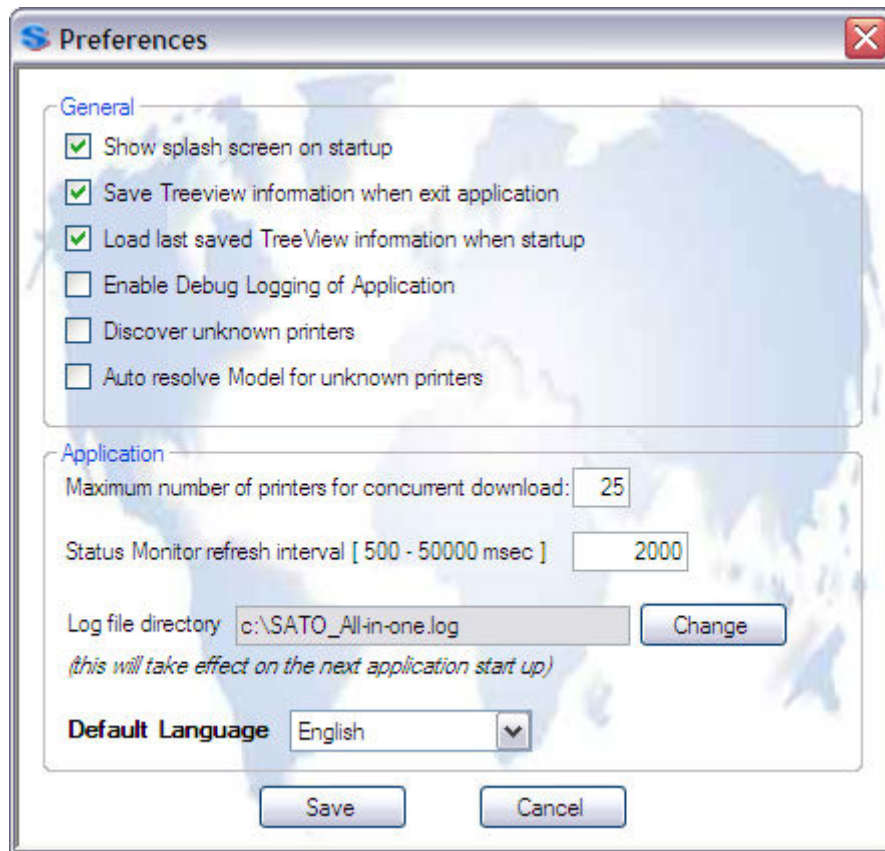 Preferences
General
Show splash screen on startup
Save Treeview information when exit application
Load last saved TreeView information when startup
Enable Debug Logging of Application
Discover unknown printers
Auto resolve Model for unknown printers
Application
Maximum number of printers for concurrent download: 25
Status Monitor refresh interval [ 500 - 50000 msec ] 2000
Log file directory c:\SATO_All-in-one.log Change
(this will take effect on the next application start up)
Default Language English
Save Cancel